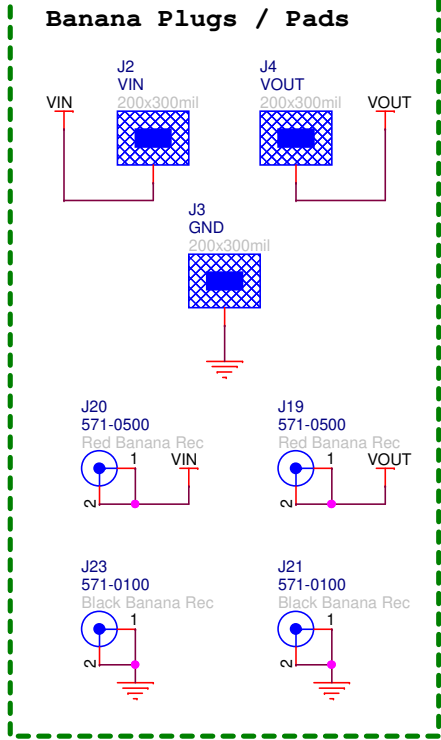 Banana Plugs / Pads
J2
VIN
200x300mil
VIN
J4
VOUT
200x300mil
VOUT
J3
GND
200x300mil
J20
571-0500
Red Banana Rec
1
VIN
2
J19
571-0500
Red Banana Rec
1
VOUT
2
J23
571-0100
Black Banana Rec
1
2
J21
571-0100
Black Banana Rec
1
2